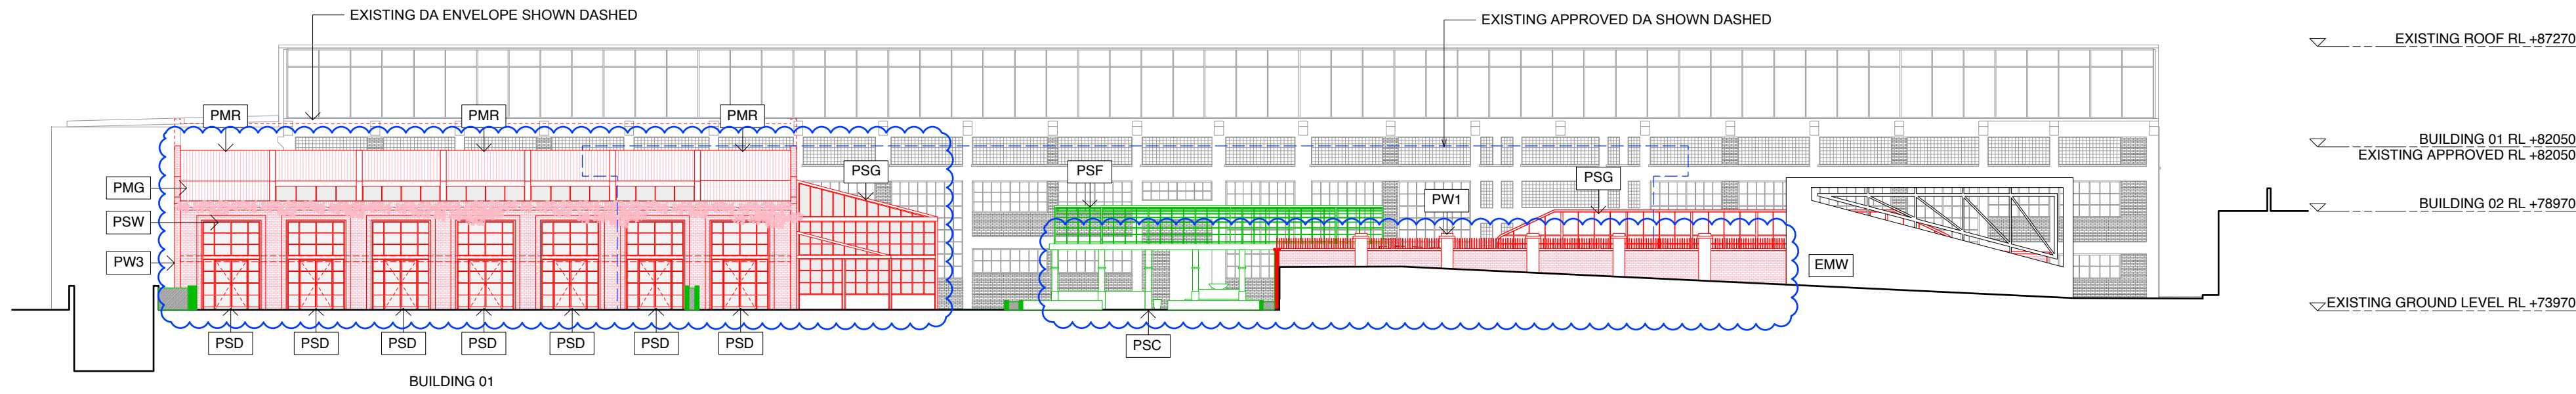 EXISTING DA ENVELOPE SHOWN DASHED
EXISTING APPROVED DA SHOWN DASHED
EXISTING ROOF RL +87270
PMR
PMR
PMR
BUILDING 01 RL +82050
EXISTING APPROVED RL +82050
PSG
PSF
PSG
PMG
PW1
BUILDING 02 RL +78970
PSW
PW3
EMW
EXISTING GROUND LEVEL RL +73970
PSD
PSD
PSD
PSD
PSD
PSD
PSD
PSC
BUILDING 01